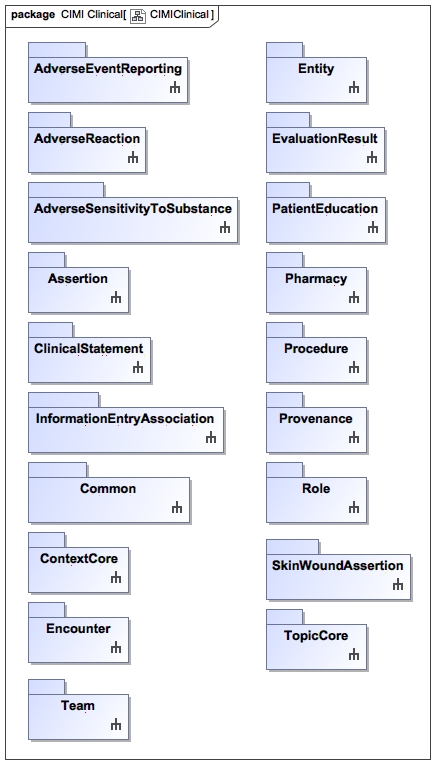 package CIMI Clinical[ CIMIClinical ]
AdverseEventReporting
AdverseReaction
AdverseSensitivityToSubstance
Assertion
ClinicalStatement
InformationEntryAssociation
Common
ContextCore
Encounter
Team
Entity
EvaluationResult
PatientEducation
Pharmacy
Procedure
Provenance
Role
SkinWoundAssertion
TopicCore